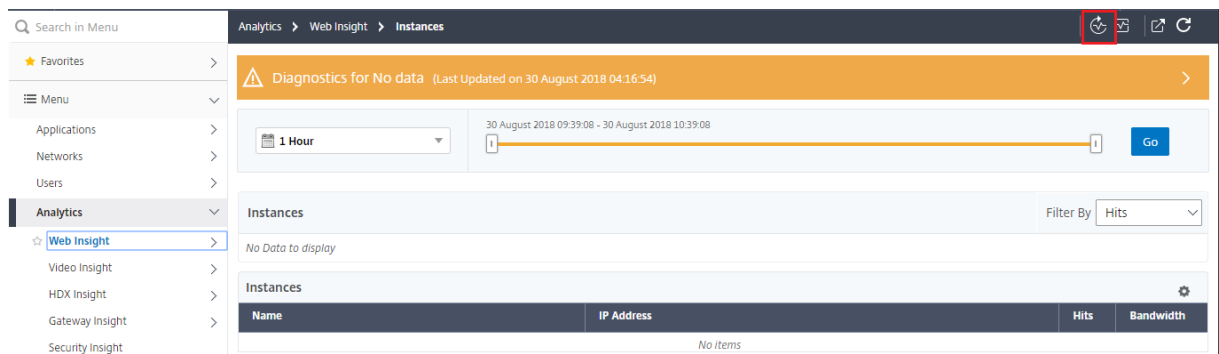 Search in Menu
Analytics > Web Insight > Instances
Favorites
Menu
Applications
Networks
Users
Analytics
Web Insight
Video Insight
HDX Insight
Gateway Insight
Security Insight
Diagnostics for No data (Last Updated on 30 August 2018 04:16:54)
1 Hour
30 August 2018 09:39:08 - 30 August 2018 10:39:08
Go
Instances
Filter By Hits
No Data to display
Instances
Name IP Address Hits Bandwidth
No items